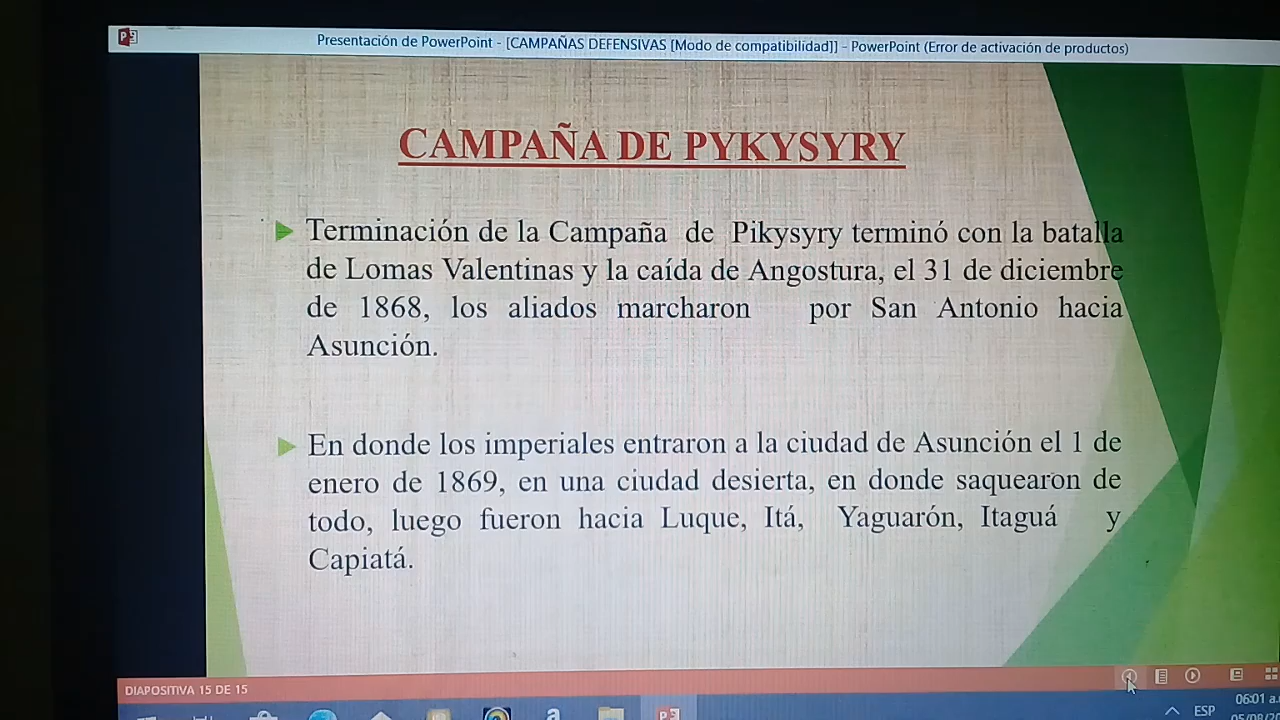 Presentación de PowerPoint - [CAMPAÑAS DEFENSIVAS [Modo de compatibilidad]] - PowerPoint (Error de activación de productos)
CAMPAÑA DE PYKYSYRY
Terminación de la Campaña de Pikysyry terminó con la batalla
de Lomas Valentinas y la caída de Angostura, el 31 de diciembre
de 1868, los aliados marcharon por San Antonio hacia
Asunción.
En donde los imperiales entraron a la ciudad de Asunción el 1 de
enero de 1869, en una ciudad desierta, en donde saquearon de
todo, luego fueron hacia Luque, Itá, Yaguarón, Itaguá y
Capiatá.
DIAPOSITIVA 15 DE 15
ESP
06:01 a.